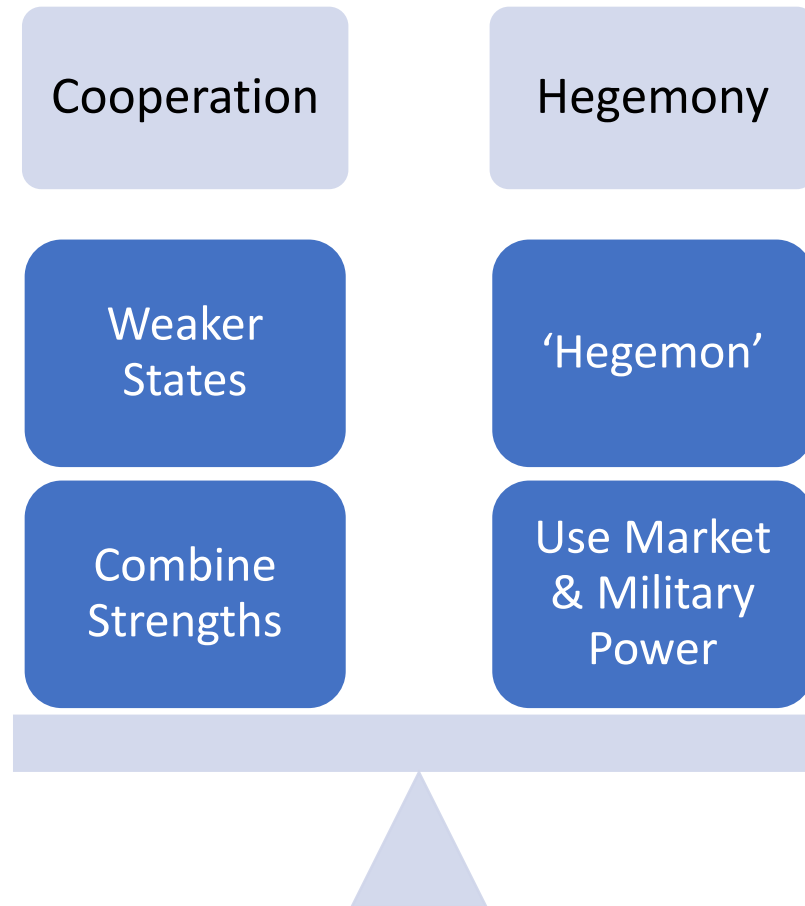 Cooperation
Hegemony
Weaker
States
‘Hegemon’
Combine
Strengths
Use Market
& Military
Power